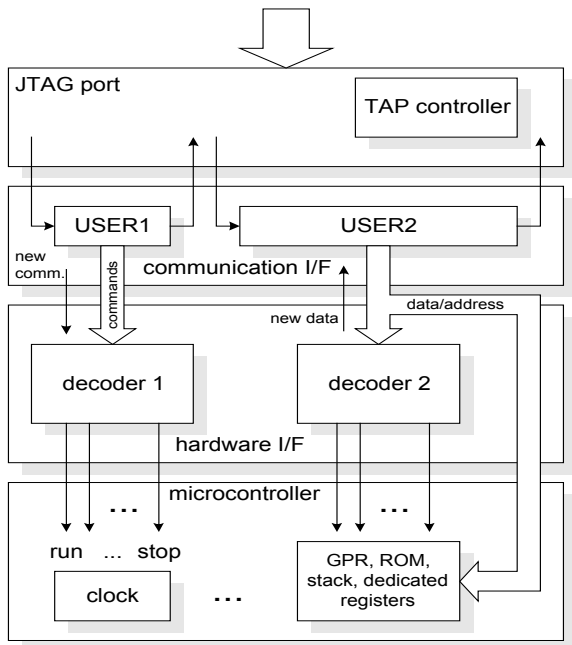 JTAG port
TAP controller
USER1
USER2
new
comm.
commands
communication I/F
new data
data/address
decoder 1
decoder 2
hardware I/F
microcontroller
...
...
run ... stop
clock
...
GPR, ROM,
stack, dedicated
registers